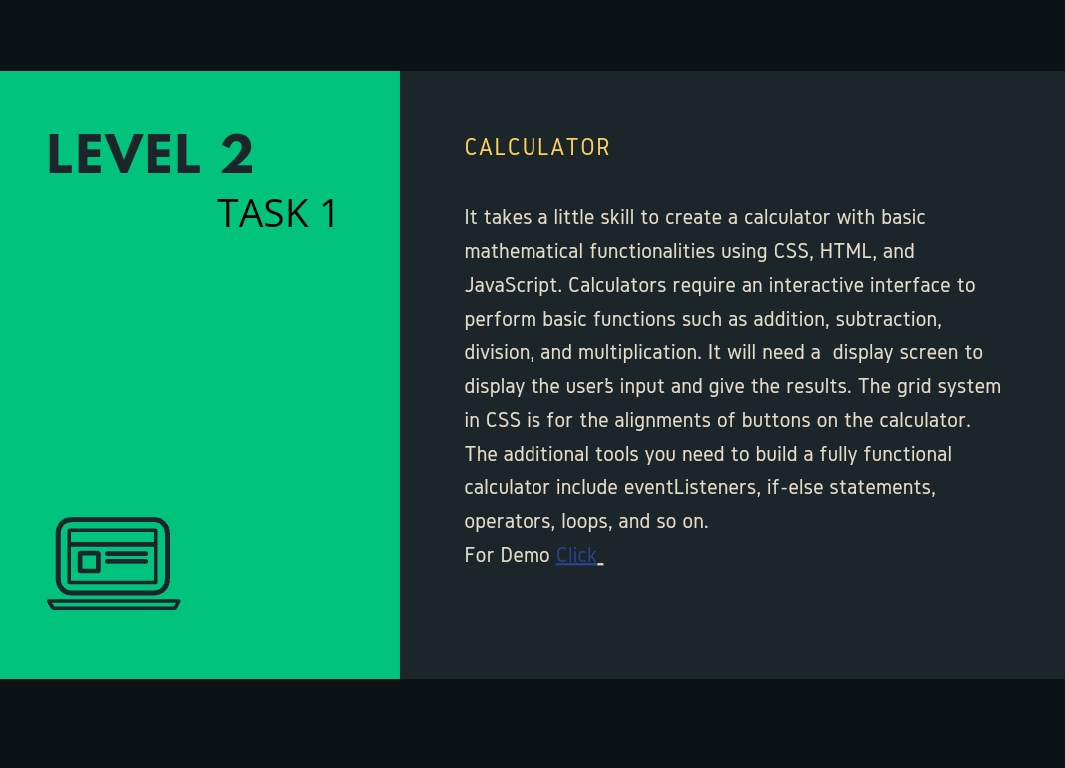 LEVEL 2
TASK 1
CALCULATOR
It takes a little skill to create a calculator with basic
mathematical functionalities using CSS, HTML, and
JavaScript. Calculators require an interactive interface to
perform basic functions such as addition, subtraction,
division, and multiplication. It will need a  display screen to
display the user's input and give the results. The grid system
in CSS is for the alignments of buttons on the calculator.
The additional tools you need to build a fully functional
calculator include eventListeners, if-else statements,
operators, loops, and so on.
For Demo Click